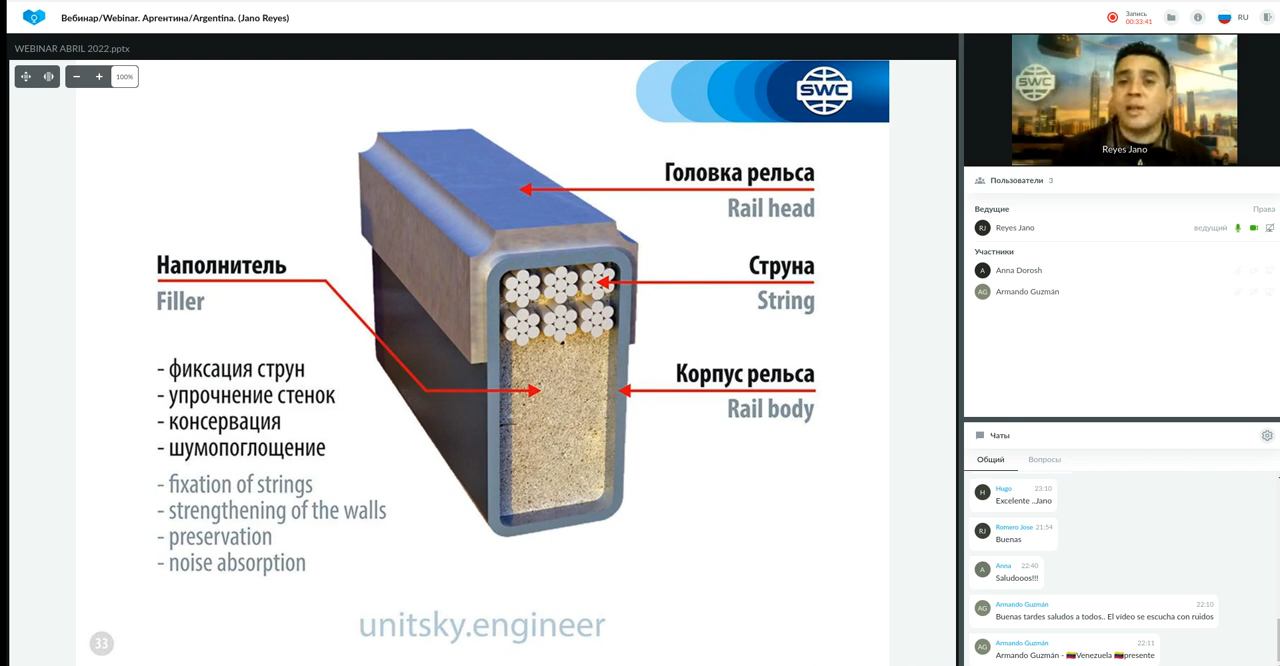 Вебинар/Webinar. Аргентина/Argentina. (Jano Reyes)
Запись
00:33:41
RU
WEBINAR ABRIL 2022.pptx
100%
SWC
Головка рельса
Rail head
Наполнитель
Filler
Струна
String
Корпус рельса
Rail body
- фиксация струн
- упрочнение стенок
- консервация
- шумопоглощение
- fixation of strings
- strengthening of the walls
- preservation
- noise absorption
unitsky.engineer
33
SWC
Reyes Jano
Пользователи 3
Ведущие Права
RJ Reyes Jano ведущий
Участники
A Anna Dorosh
AG Armando Guzmán
Чаты
Общий Вопросы
H Hugo 23:10
Excelente ..Jano
RJ Romero Jose 21:54
Buenas
A Anna 22:40
Saludooos!!!
AG Armando Guzmán 22:10
Buenas tardes saludos a todos.. El video se escucha con ruidos
AG Armando Guzmán 22:11
Armando Guzmán - 🇻🇪Venezuela 🇻🇪presente